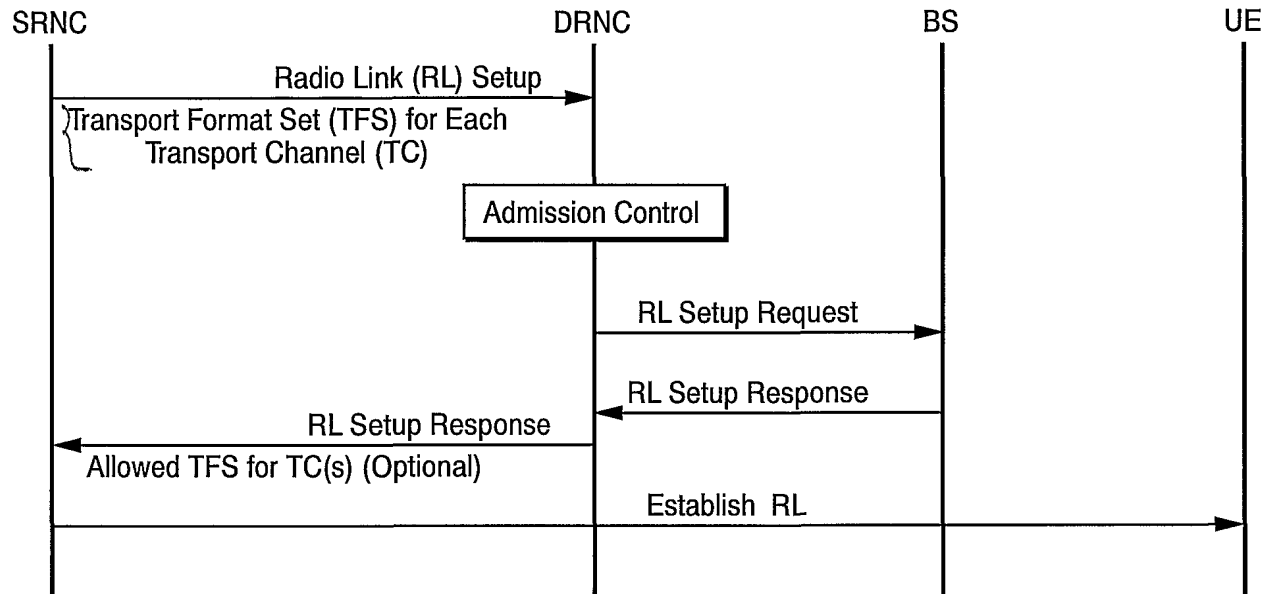 SRNC DRNC BS UE
Radio Link (RL) Setup
Transport Format Set (TFS) for Each
Transport Channel (TC)
Admission Control
RL Setup Request
RL Setup Response
RL Setup Response
Allowed TFS for TC(s) (Optional)
Establish RL